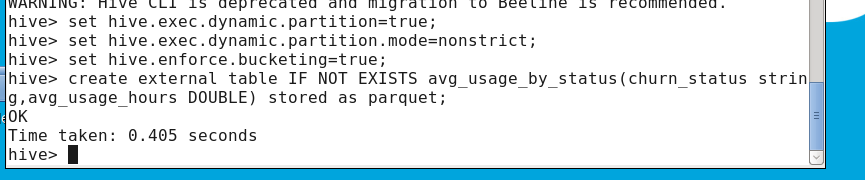 WARNING: Hive CLI is deprecated and migration to Beeline is recommended.
hive> set hive.exec.dynamic.partition=true;
hive> set hive.exec.dynamic.partition.mode=nonstrict;
hive> set hive.enforce.bucketing=true;
hive> create external table IF NOT EXISTS avg_usage_by_status(churn_status strin
g,avg_usage_hours DOUBLE) stored as parquet;
OK
Time taken: 0.405 seconds
hive>